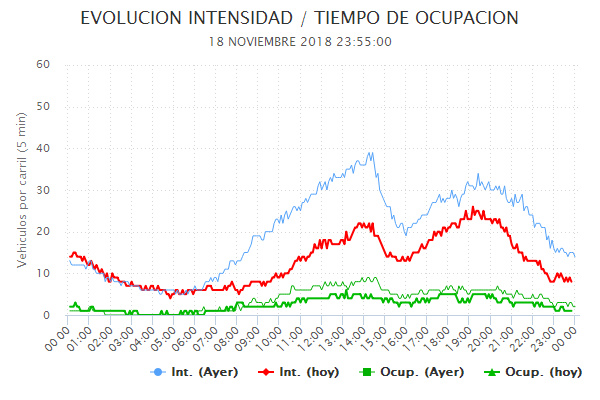 EVOLUCION INTENSIDAD / TIEMPO DE OCUPACION
18 NOVIEMBRE 2018 23:55:00
Vehiculos por carril (5 min)
60
50
40
30
20
10
0
00:00 01:00 02:00 03:00 04:00 05:00 06:00 07:00 08:00 09:00 10:00 11:00 12:00 13:00 14:00 15:00 16:00 17:00 18:00 19:00 20:00 21:00 22:00 23:00 00:00
Int. (Ayer) Int. (hoy) Ocup. (Ayer) Ocup. (hoy)